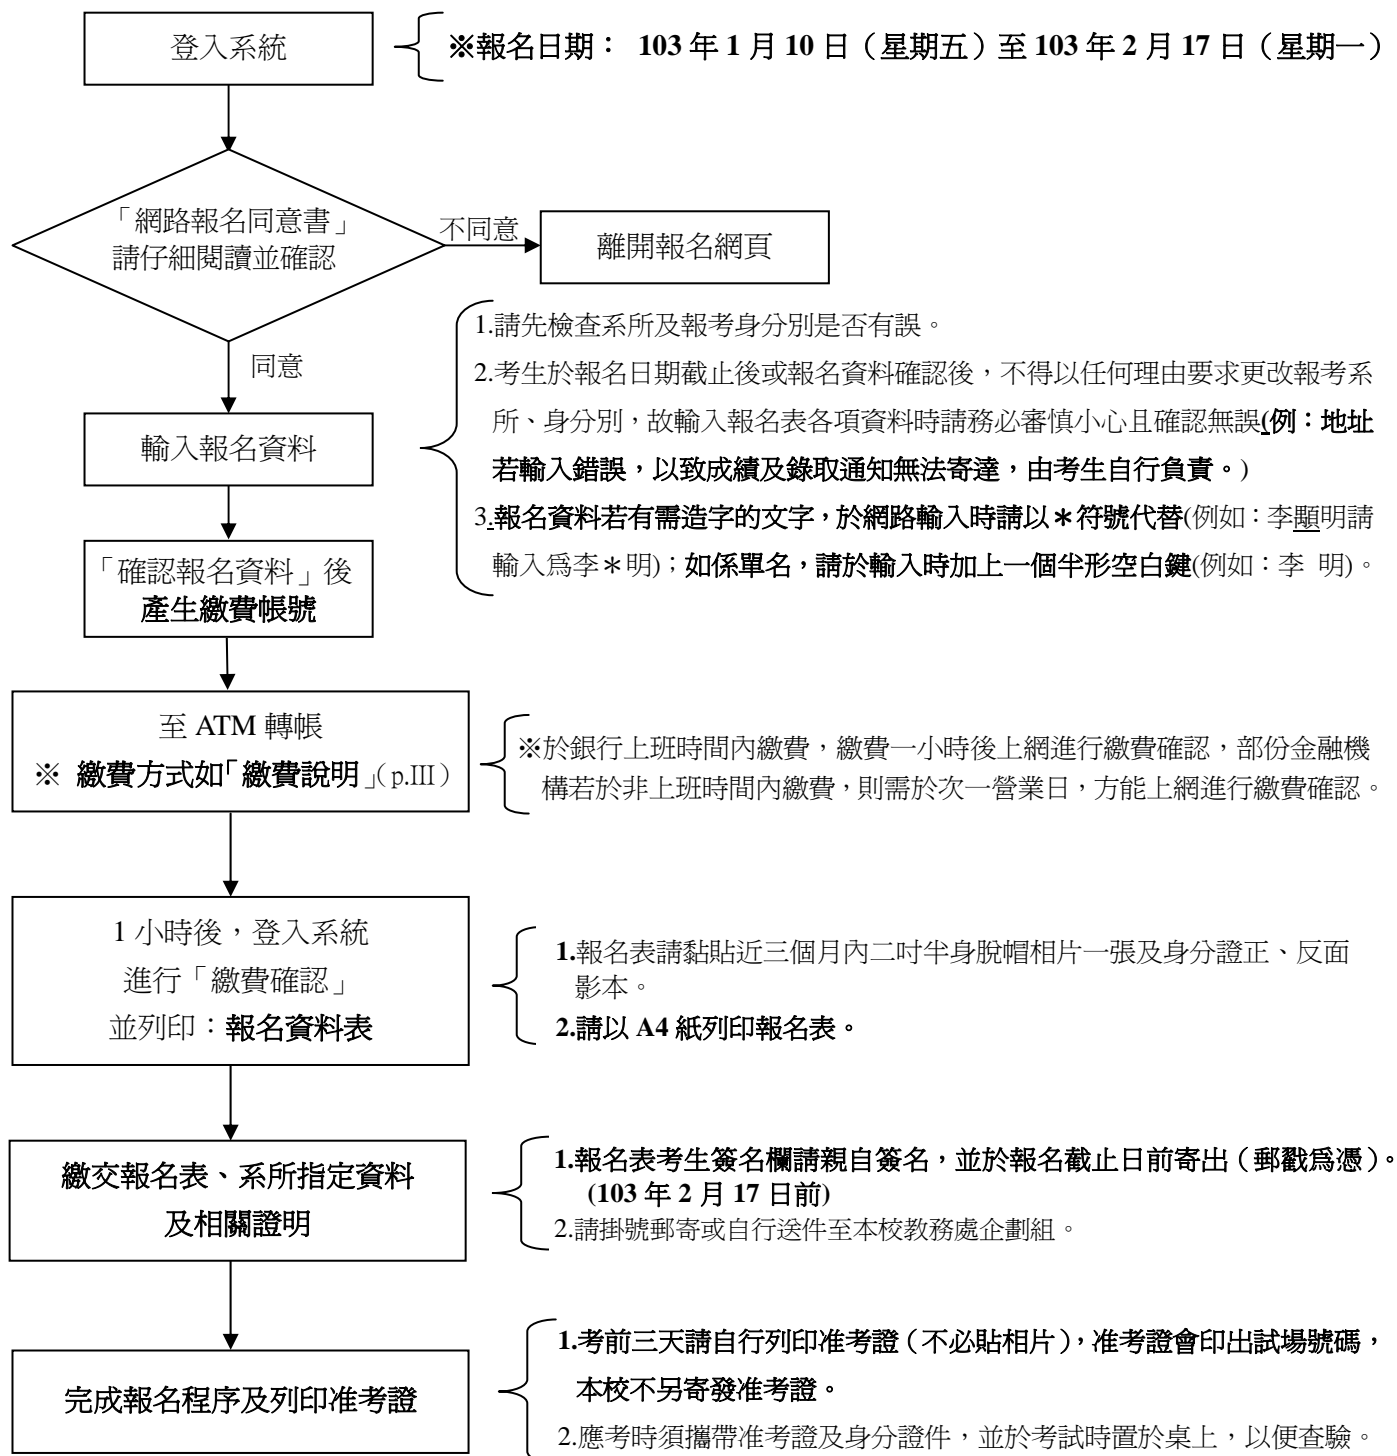 登入系統
※報名日期： 103 年 1 月 10 日（星期五）至 103 年 2 月 17 日（星期一）
「網路報名同意書」
請仔細閱讀並確認
不同意
離開報名網頁
同意
1.請先檢查系所及報考身分別是否有誤。
2.考生於報名日期截止後或報名資料確認後，不得以任何理由要求更改報考系
所、身分別，故輸入報名表各項資料時請務必審慎小心且確認無誤(例：地址
若輸入錯誤，以致成績及錄取通知無法寄達，由考生自行負責。)
3.報名資料若有需造字的文字，於網路輸入時請以＊符號代替(例如：李顯明請
輸入爲李＊明)；如係單名，請於輸入時加上一個半形空白鍵(例如：李 明)。
輸入報名資料
「確認報名資料」後
產生繳費帳號
至 ATM 轉帳
※ 繳費方式如「繳費說明」（p.III）
※於銀行上班時間內繳費，繳費一小時後上網進行繳費確認，部份金融機
構若於非上班時間內繳費，則需於次一營業日，方能上網進行繳費確認。
1 小時後，登入系統
進行「繳費確認」
並列印：報名資料表
1.報名表請黏貼近三個月內二吋半身脫帽相片一張及身分證正、反面
影本。
2.請以 A4 紙列印報名表。
繳交報名表、系所指定資料
及相關證明
1.報名表考生簽名欄請親自簽名，並於報名截止日前寄出（郵戳爲憑）。
(103 年 2 月 17 日前)
2.請掛號郵寄或自行送件至本校教務處企劃組。
完成報名程序及列印准考證
1.考前三天請自行列印准考證（不必貼相片），准考證會印出試場號碼，
本校不另寄發准考證。
2.應考時須攜帶准考證及身分證件，並於考試時置於桌上，以便查驗。